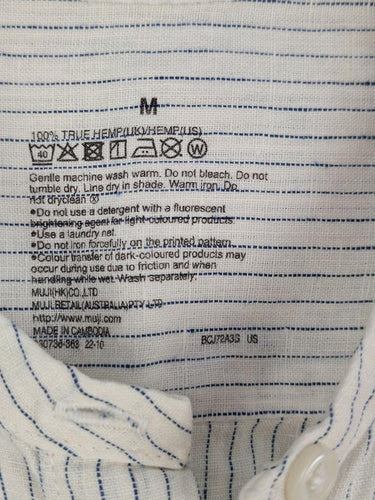 M
100% TRUE HEMP(UK)/HEMP(US)
40
W
Gentle machine wash warm. Do not bleach. Do not
tumble dry. Line dry in shade. Warm iron. Do
not dryclean
●Do not use a detergent with a fluorescent
brightening agent for light-coloured products.
●Use a laundry net.
●Do not iron forcefully on the printed pattern.
●Colour transfer of dark-coloured products may
occur during use due to friction and when
handling while wet. Wash separately.
MUJI(HK)CO.,LTD
MUJI RETAIL(AUSTRALIA)PTY LTD
http://www.muji.com
MADE IN CAMBODIA
22-10
BCJ72A3S US